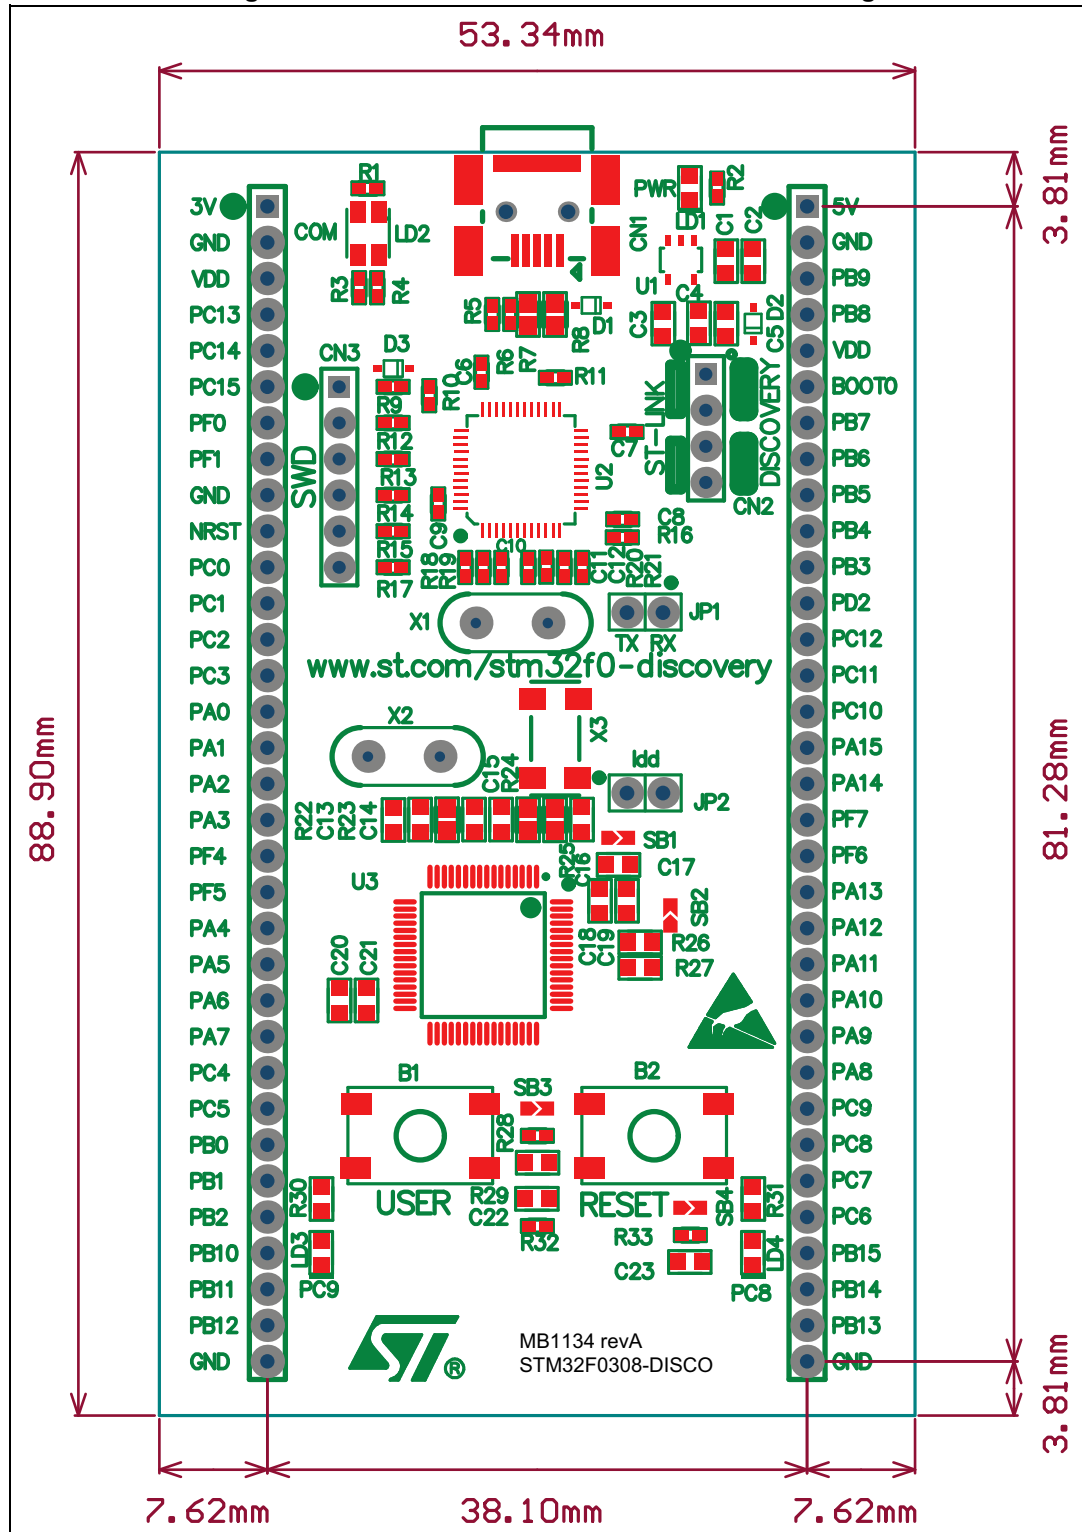 53.34mm
3.81mm
R1
PWR
R2
3V
COM
LD2
CN1
LD1
C1
C2
5V
GND
GND
VDD
R3
R4
U1
PB9
PC13
R5
R6
R7
R8
D1
C3
C4
C5
D2
PB8
PC14
CN3
D3
C6
VDD
PC15
R9
R10
R11
BOOT0
PF0
R12
C7
ST-LINK
DISCOVERY
PB7
PF1
SWD
R13
U2
PB6
GND
R14
C9
C8
CN2
PB5
NRST
R15
C10
R16
PB4
PC0
R17
R18
R19
C11
C12
R20
R21
PB3
PC1
X1
JP1
PD2
PC2
TX RX
PC12
www.st.com/stm32f0-discovery
PC3
PC11
PA0
X2
X3
PC10
PA1
Idd
PA15
PA2
C15
R24
JP2
PA14
88.90mm
81.28mm
PA3
R22
C13
R23
C14
PF7
PF4
SB1
PF6
PF5
U3
R25
C16
C17
PA13
PA4
SB2
PA12
C18
C19
R26
PA5
C20
C21
R27
PA11
PA6
PA10
PA7
PA9
PC4
B1
B2
PA8
PC5
SB3
PC9
PB0
R28
PC8
PB1
R30
USER
R29
RESET
SB4
R31
PC7
PB2
C22
PC6
PB10
LD3
R32
R33
C23
LD4
PB15
PB11
PC9
PC8
PB14
PB12
ST
®
MB1134 revA
PB13
GND
STM32F0308-DISCO
GND
3.81mm
7.62mm
38.10mm
7.62mm